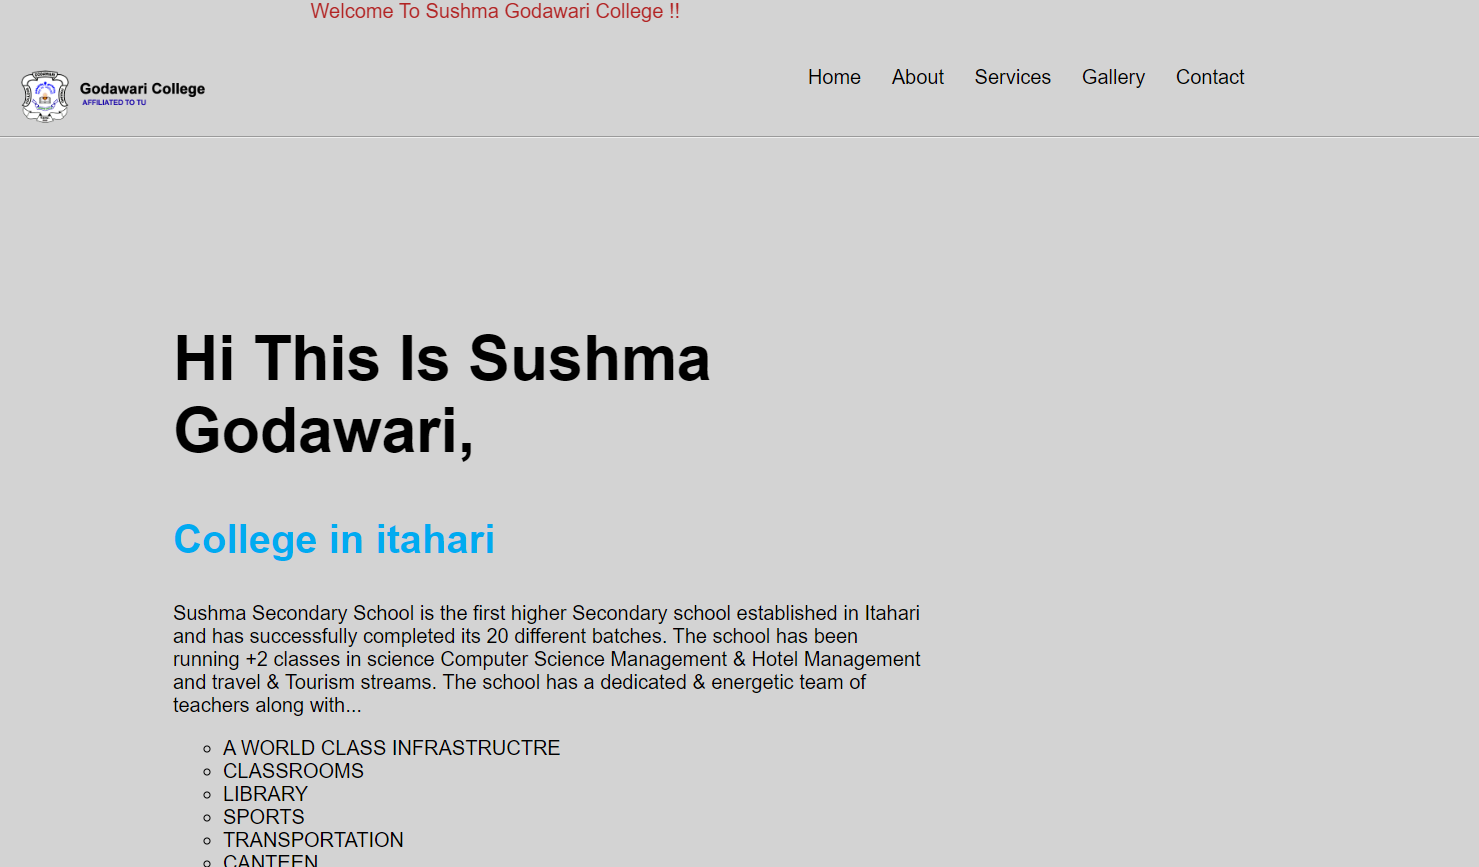 Welcome To Sushma Godawari College !!
Godawari College
AFFILIATED TO TU
Home About Services Gallery Contact
Hi This Is Sushma
Godawari,
College in itahari
Sushma Secondary School is the first higher Secondary school established in Itahari
and has successfully completed its 20 different batches. The school has been
running +2 classes in science Computer Science Management & Hotel Management
and travel & Tourism streams. The school has a dedicated & energetic team of
teachers along with...
A WORLD CLASS INFRASTRUCTRE
CLASSROOMS
LIBRARY
SPORTS
TRANSPORTATION
CANTEEN